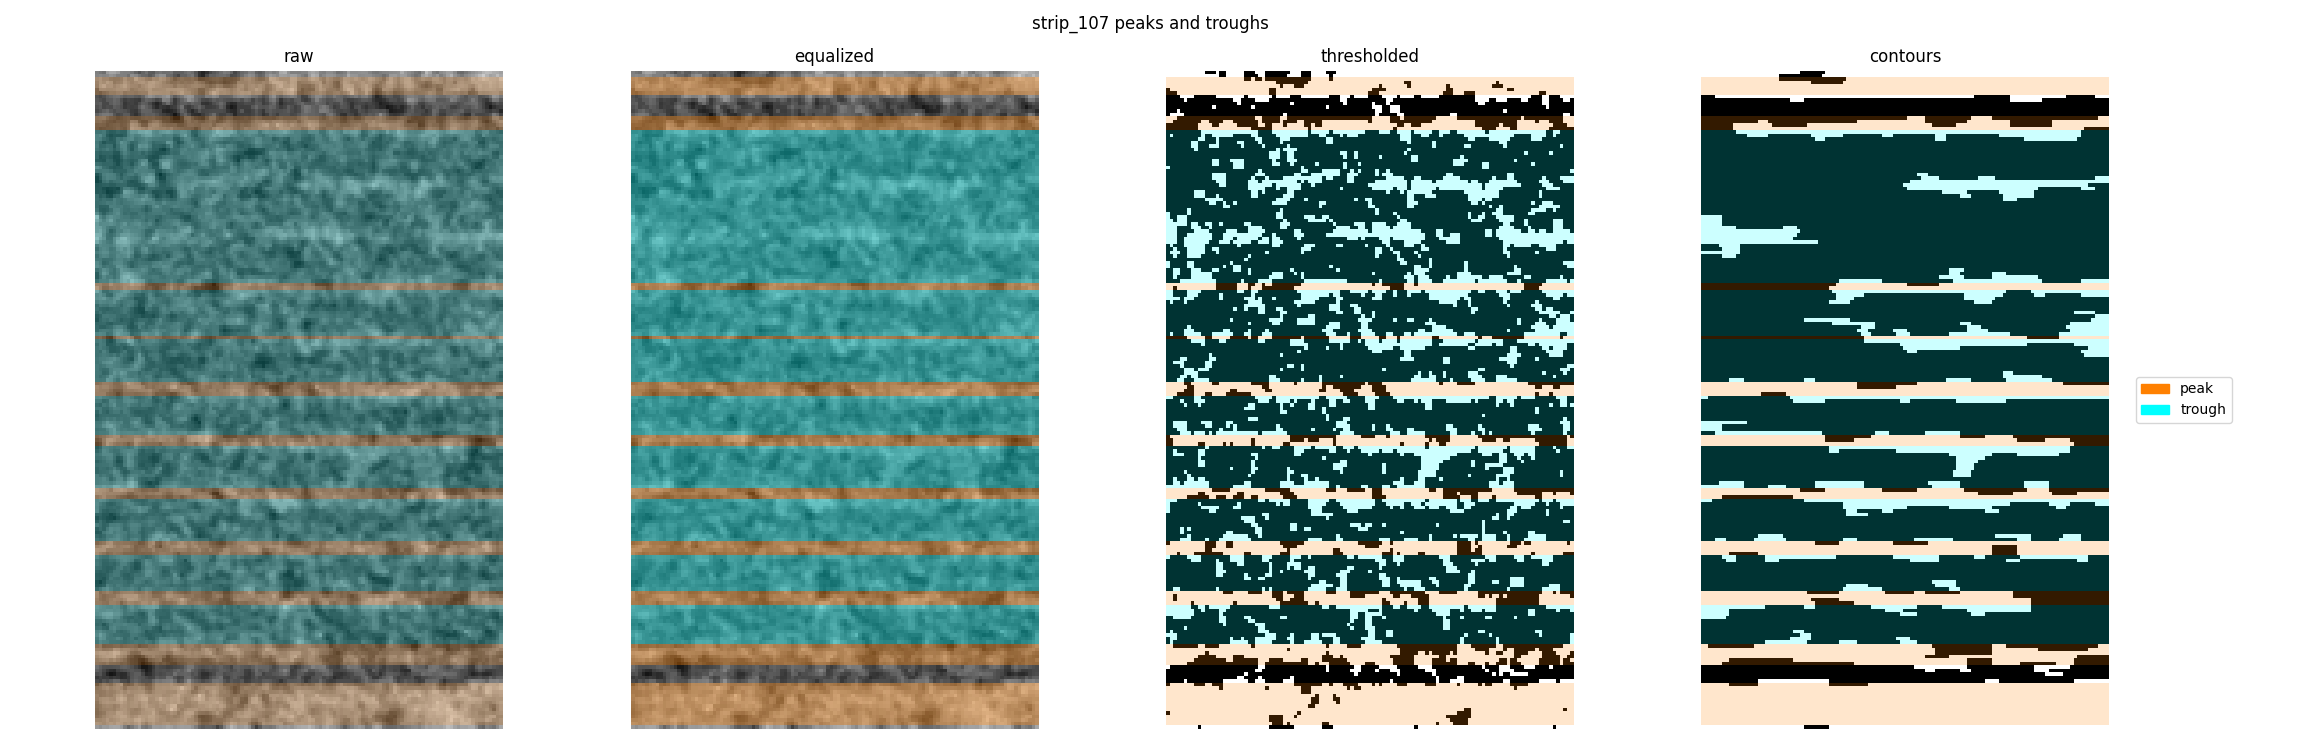 strip_107 peaks and troughs
raw
equalized
thresholded
contours
peak
trough